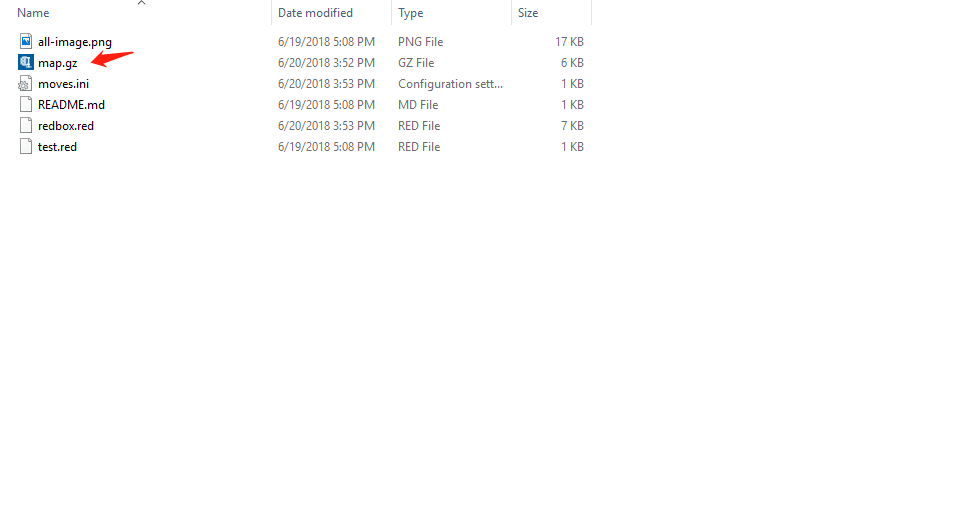 Name Date modified Type Size
all-image.png 6/19/2018 5:08 PM PNG File 17 KB
map.gz 6/20/2018 3:52 PM GZ File 6 KB
moves.ini 6/20/2018 3:53 PM Configuration sett... 1 KB
README.md 6/19/2018 5:08 PM MD File 1 KB
redbox.red 6/20/2018 3:53 PM RED File 7 KB
test.red 6/19/2018 5:08 PM RED File 1 KB